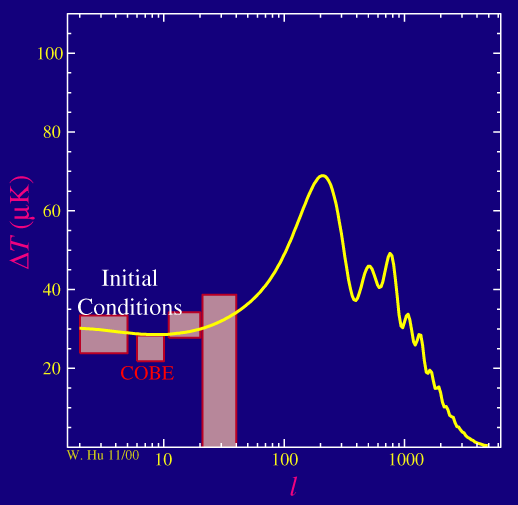 100
80
60
40
20
ΔT (μK)
Initial
Conditions
COBE
W. Hu 11/00
10
100
1000
l